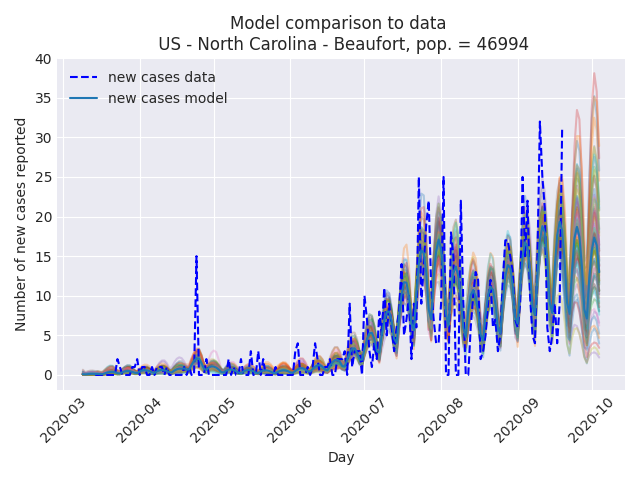 Model comparison to data
US - North Carolina - Beaufort, pop. = 46994
new cases data
new cases model
Number of new cases reported
40
35
30
25
20
15
10
5
0
2020-03
2020-04
2020-05
2020-06
2020-07
2020-08
2020-09
2020-10
Day